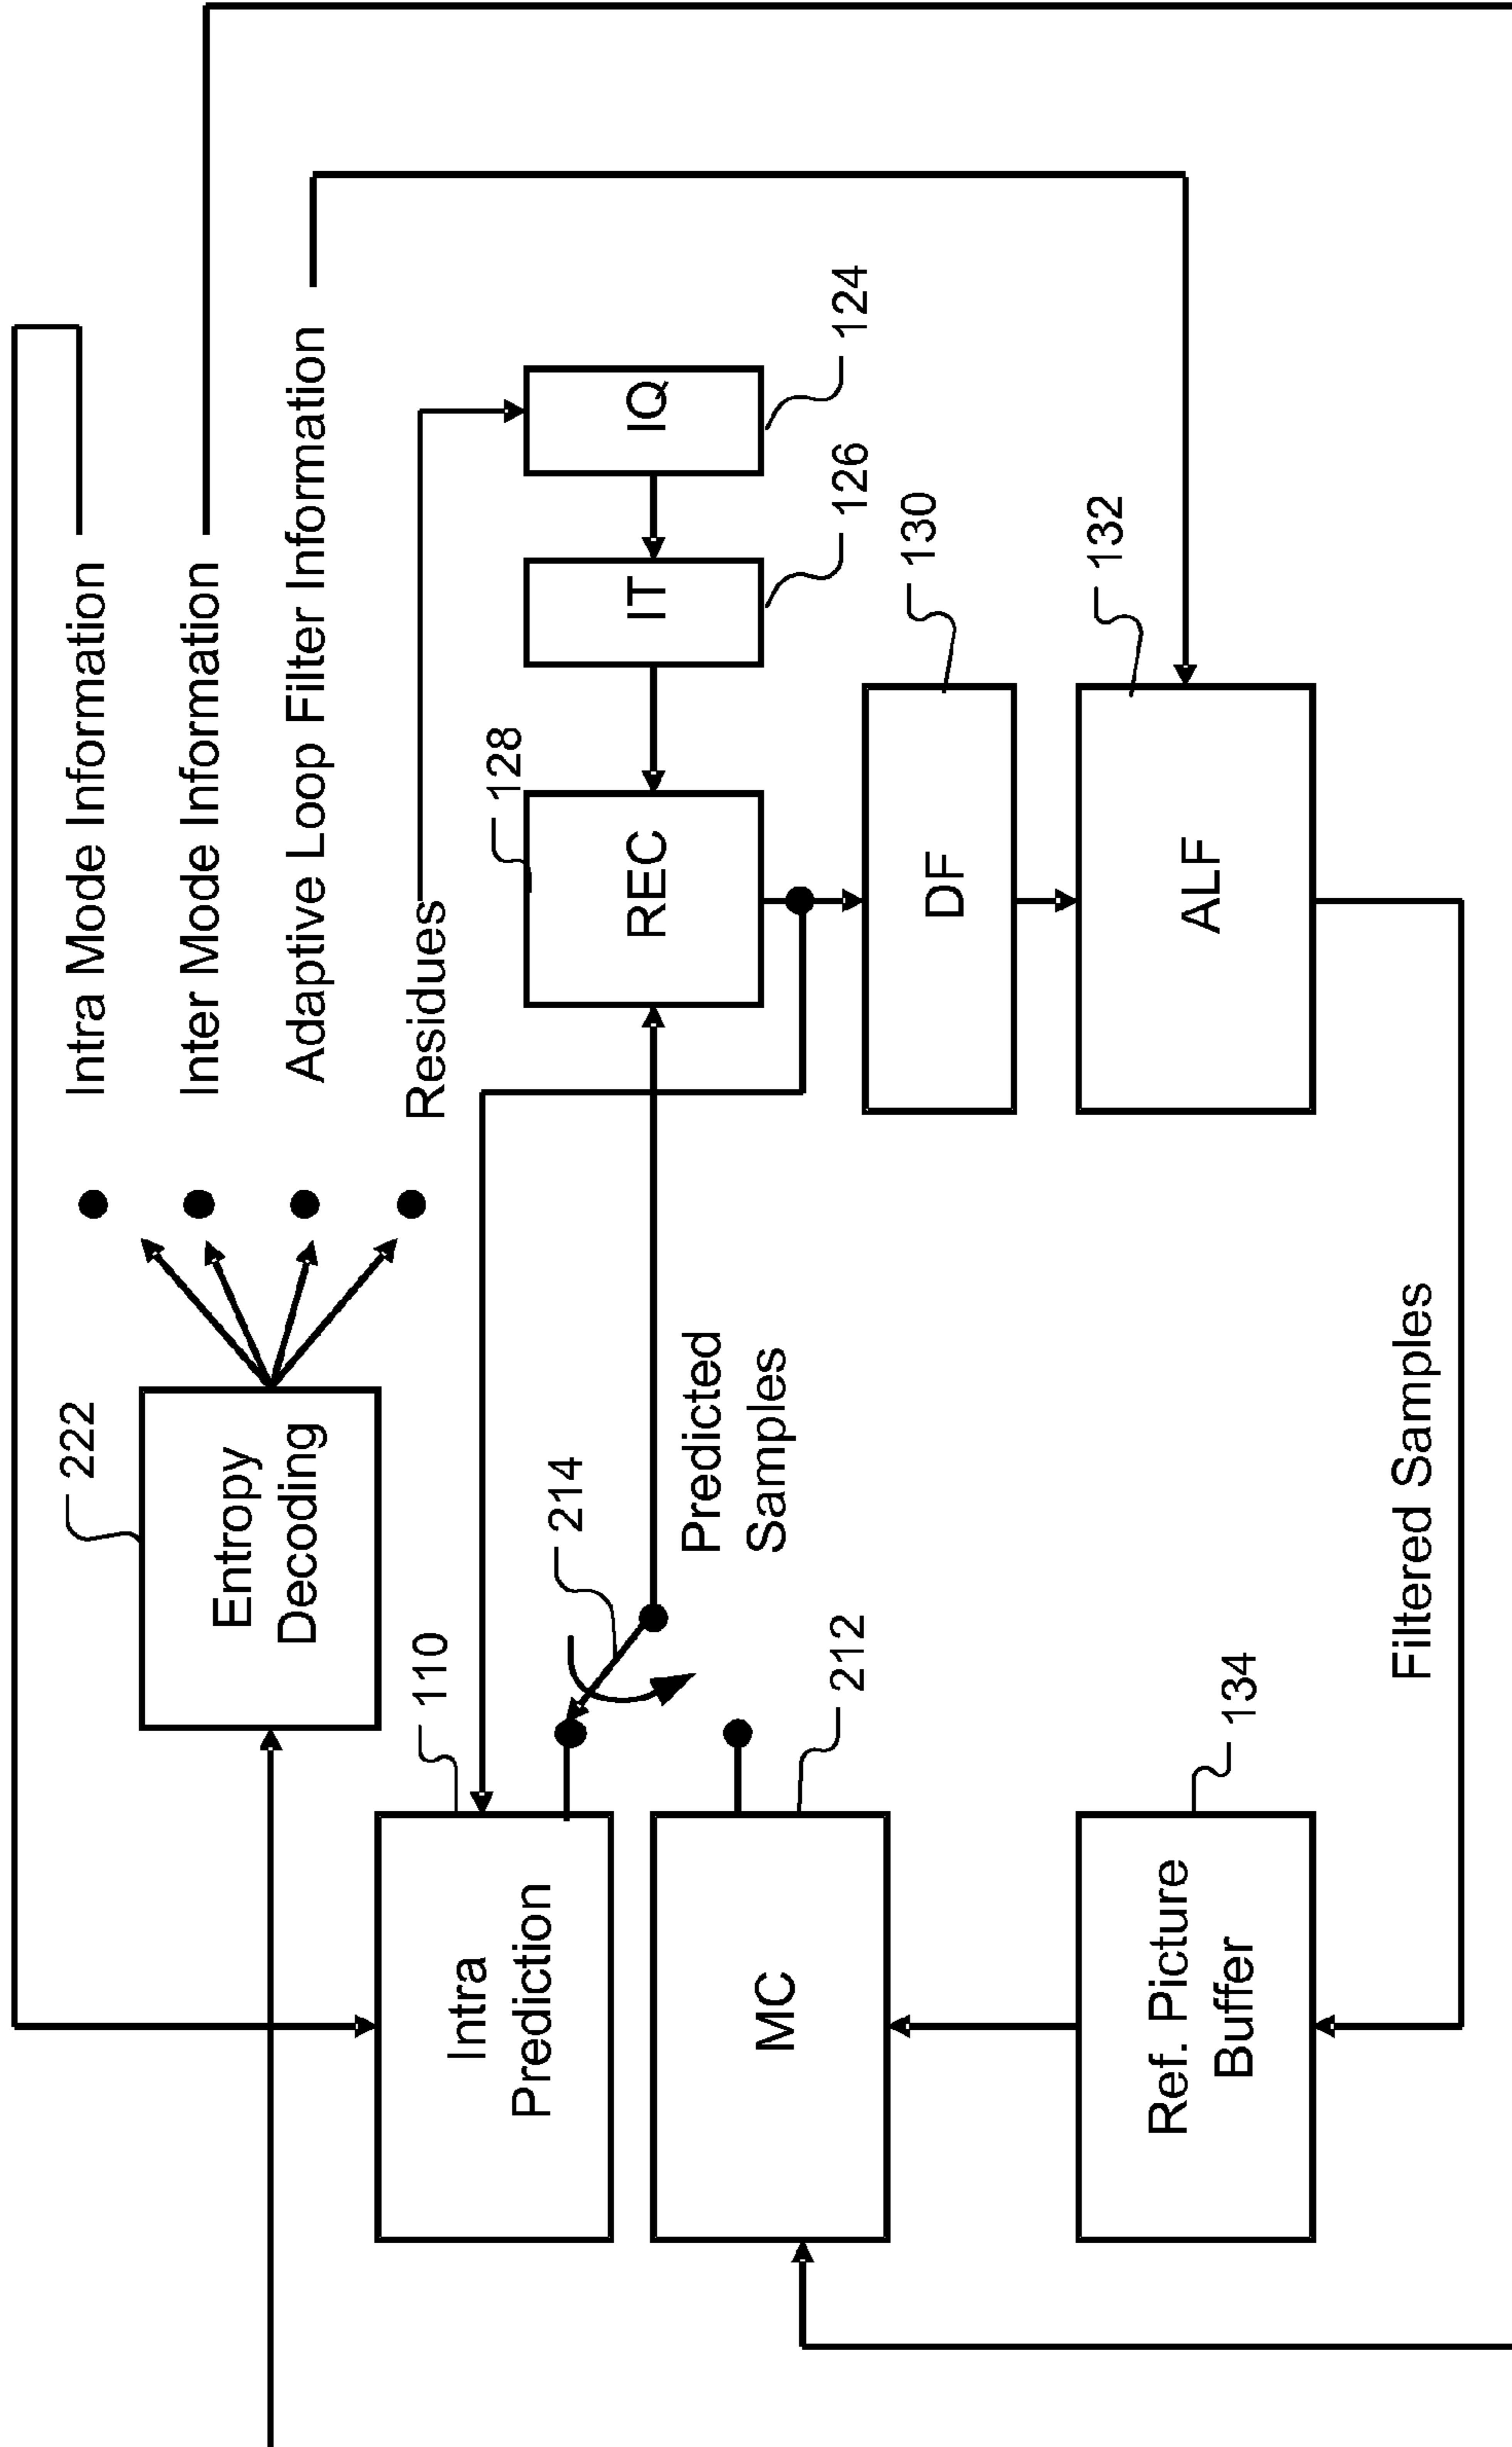 Intra Mode Information
Inter Mode Information
Adaptive Loop Filter Information
Residues
222
Entropy
Decoding
110
Intra
Prediction
214
Predicted
Samples
128
REC
IT
126
IQ
124
212
MC
DF
130
ALF
132
134
Ref. Picture
Buffer
Filtered Samples